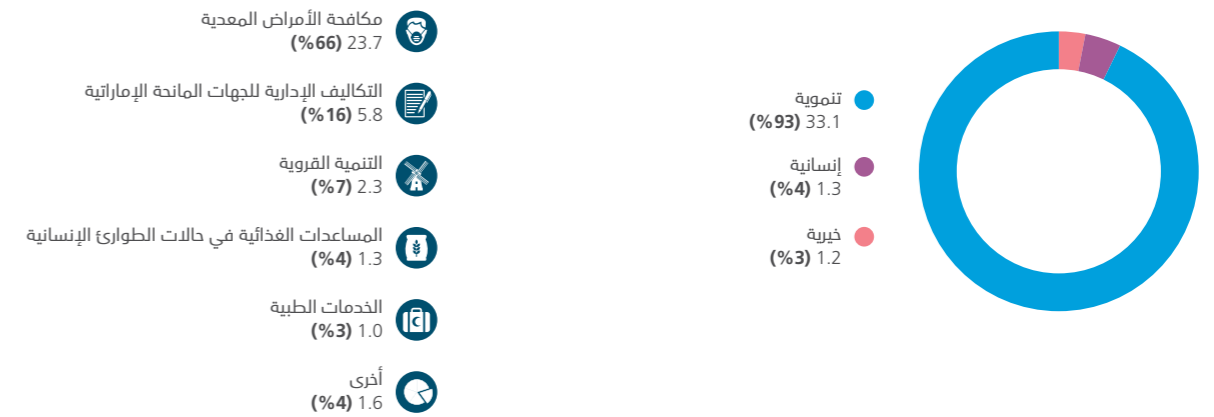 تنموية
33.1 (%93)
إنسانية
1.3 (%4)
خيرية
1.2 (%3)
مكافحة الأمراض المعدية
23.7 (%66)
التكاليف الإدارية للجهات المانحة الإماراتية
5.8 (%16)
التنمية القروية
2.3 (%7)
المساعدات الغذائية في حالات الطوارئ الإنسانية
1.3 (%4)
الخدمات الطبية
1.0 (%3)
أخرى
1.6 (%4)